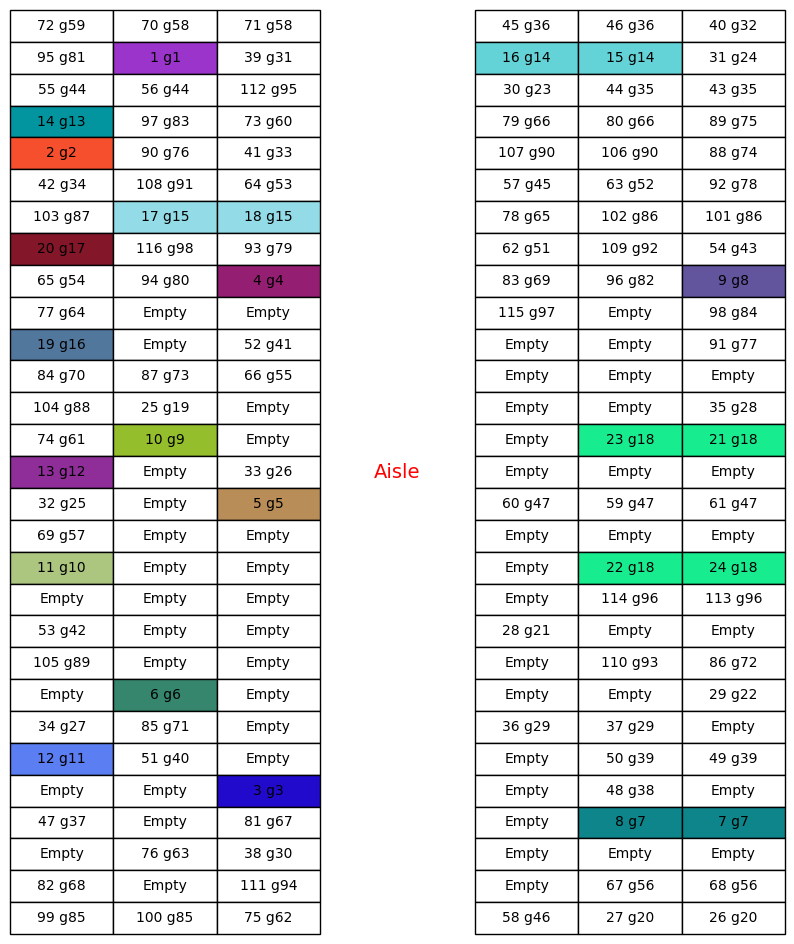 72 g59 70 g58 71 g58 45 g36 46 g36 40 g32
95 g81 1 g1 39 g31 16 g14 15 g14 31 g24
55 g44 56 g44 112 g95 30 g23 44 g35 43 g35
14 g13 97 g83 73 g60 79 g66 80 g66 89 g75
2 g2 90 g76 41 g33 107 g90 106 g90 88 g74
42 g34 108 g91 64 g53 57 g45 63 g52 92 g78
103 g87 17 g15 18 g15 78 g65 102 g86 101 g86
20 g17 116 g98 93 g79 62 g51 109 g92 54 g43
65 g54 94 g80 4 g4 83 g69 96 g82 9 g8
77 g64 Empty Empty 115 g97 Empty 98 g84
19 g16 Empty 52 g41 Empty Empty 91 g77
84 g70 87 g73 66 g55 Empty Empty Empty
104 g88 25 g19 Empty Empty Empty 35 g28
74 g61 10 g9 Empty Empty 23 g18 21 g18
13 g12 Empty 33 g26 Aisle Empty Empty Empty
32 g25 Empty 5 g5 60 g47 59 g47 61 g47
69 g57 Empty Empty Empty Empty Empty
11 g10 Empty Empty Empty 22 g18 24 g18
Empty Empty Empty Empty 114 g96 113 g96
53 g42 Empty Empty 28 g21 Empty Empty
105 g89 Empty Empty Empty 110 g93 86 g72
Empty 6 g6 Empty Empty Empty 29 g22
34 g27 85 g71 Empty 36 g29 37 g29 Empty
12 g11 51 g40 Empty Empty 50 g39 49 g39
Empty Empty 3 g3 Empty 48 g38 Empty
47 g37 Empty 81 g67 Empty 8 g7 7 g7
Empty 76 g63 38 g30 Empty Empty Empty
82 g68 Empty 111 g94 Empty 67 g56 68 g56
99 g85 100 g85 75 g62 58 g46 27 g20 26 g20